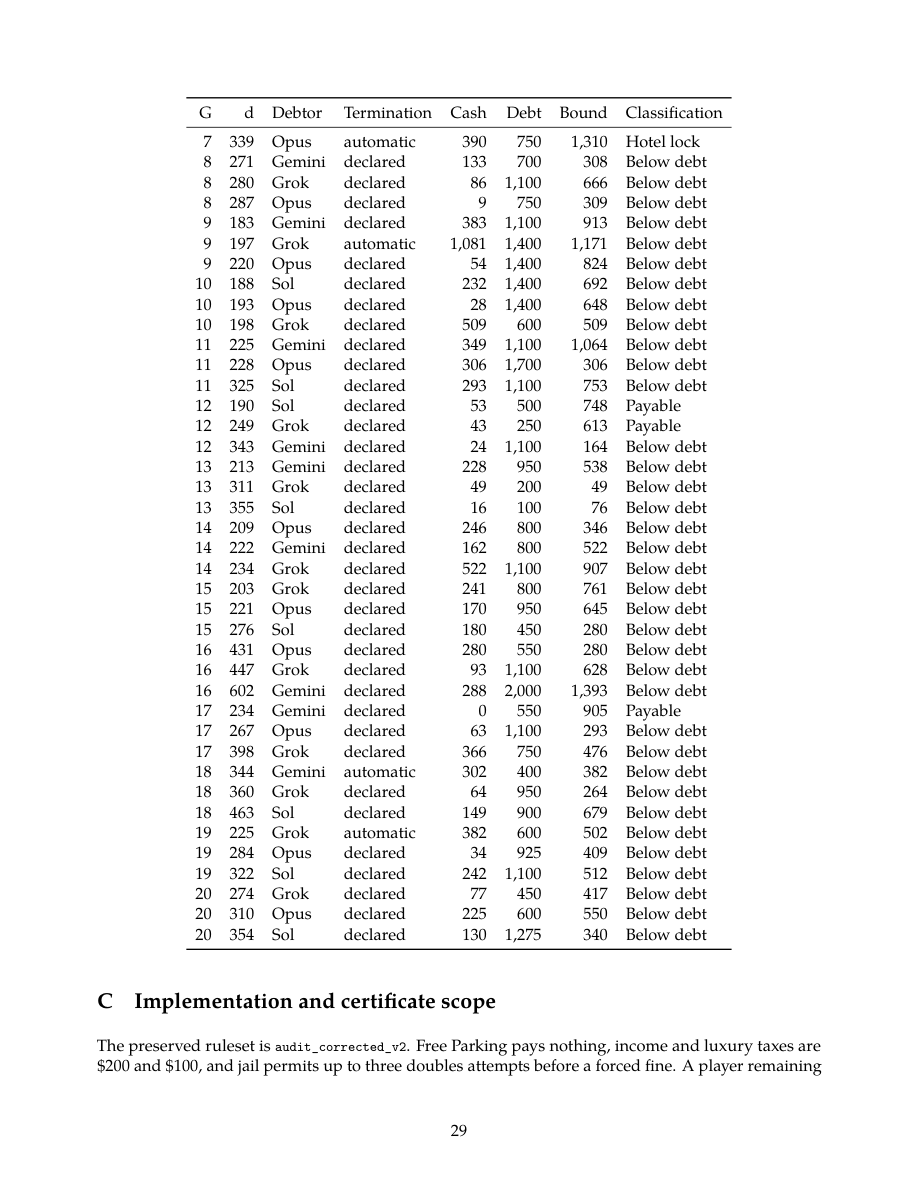 G d Debtor Termination Cash Debt Bound Classification
7 339 Opus automatic 390 750 1,310 Hotel lock
8 271 Gemini declared 133 700 308 Below debt
8 280 Grok declared 86 1,100 666 Below debt
8 287 Opus declared 9 750 309 Below debt
9 183 Gemini declared 383 1,100 913 Below debt
9 197 Grok automatic 1,081 1,400 1,171 Below debt
9 220 Opus declared 54 1,400 824 Below debt
10 188 Sol declared 232 1,400 692 Below debt
10 193 Opus declared 28 1,400 648 Below debt
10 198 Grok declared 509 600 509 Below debt
11 225 Gemini declared 349 1,100 1,064 Below debt
11 228 Opus declared 306 1,700 306 Below debt
11 325 Sol declared 293 1,100 753 Below debt
12 190 Sol declared 53 500 748 Payable
12 249 Grok declared 43 250 613 Payable
12 343 Gemini declared 24 1,100 164 Below debt
13 213 Gemini declared 228 950 538 Below debt
13 311 Grok declared 49 200 49 Below debt
13 355 Sol declared 16 100 76 Below debt
14 209 Opus declared 246 800 346 Below debt
14 222 Gemini declared 162 800 522 Below debt
14 234 Grok declared 522 1,100 907 Below debt
15 203 Grok declared 241 800 761 Below debt
15 221 Opus declared 170 950 645 Below debt
15 276 Sol declared 180 450 280 Below debt
16 431 Opus declared 280 550 280 Below debt
16 447 Grok declared 93 1,100 628 Below debt
16 602 Gemini declared 288 2,000 1,393 Below debt
17 234 Gemini declared 0 550 905 Payable
17 267 Opus declared 63 1,100 293 Below debt
17 398 Grok declared 366 750 476 Below debt
18 344 Gemini automatic 302 400 382 Below debt
18 360 Grok declared 64 950 264 Below debt
18 463 Sol declared 149 900 679 Below debt
19 225 Grok automatic 382 600 502 Below debt
19 284 Opus declared 34 925 409 Below debt
19 322 Sol declared 242 1,100 512 Below debt
20 274 Grok declared 77 450 417 Below debt
20 310 Opus declared 225 600 550 Below debt
20 354 Sol declared 130 1,275 340 Below debt
C Implementation and certificate scope
The preserved ruleset is audit_corrected_v2. Free Parking pays nothing, income and luxury taxes are
$200 and $100, and jail permits up to three doubles attempts before a forced fine. A player remaining
29